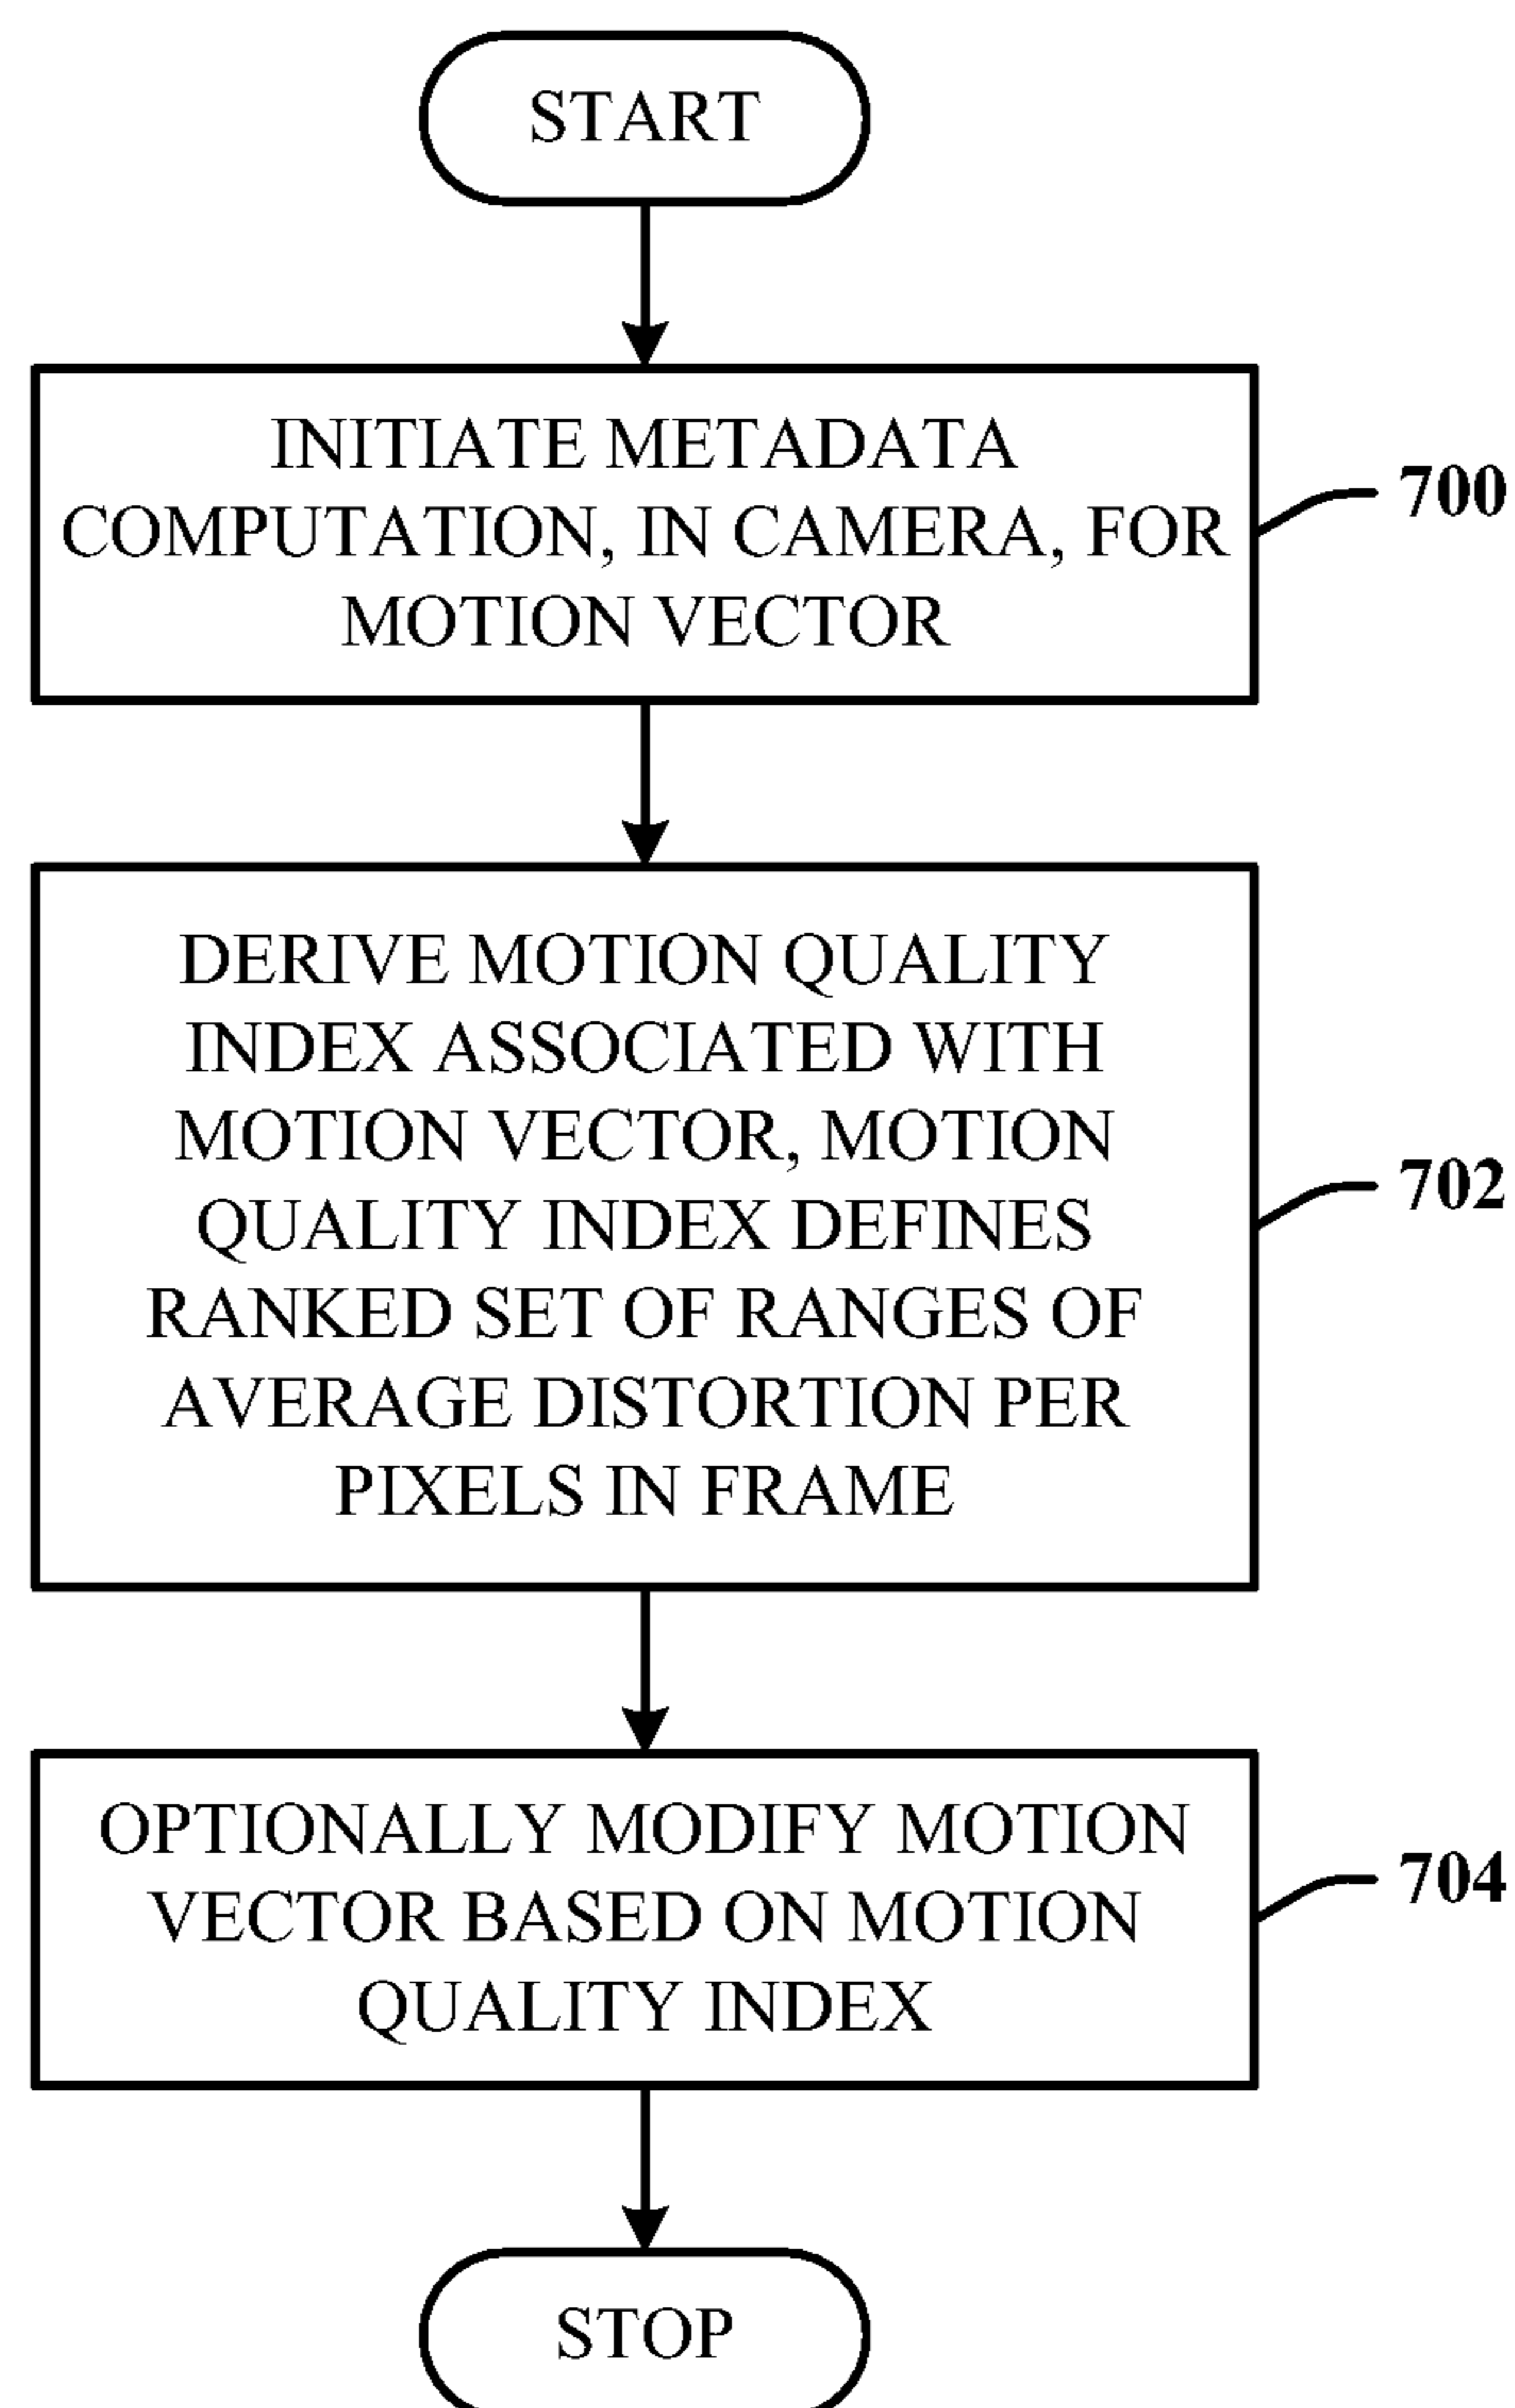 START
INITIATE METADATA
COMPUTATION, IN CAMERA, FOR
MOTION VECTOR
700
DERIVE MOTION QUALITY
INDEX ASSOCIATED WITH
MOTION VECTOR, MOTION
QUALITY INDEX DEFINES
RANKED SET OF RANGES OF
AVERAGE DISTORTION PER
PIXELS IN FRAME
702
OPTIONALLY MODIFY MOTION
VECTOR BASED ON MOTION
QUALITY INDEX
704
STOP